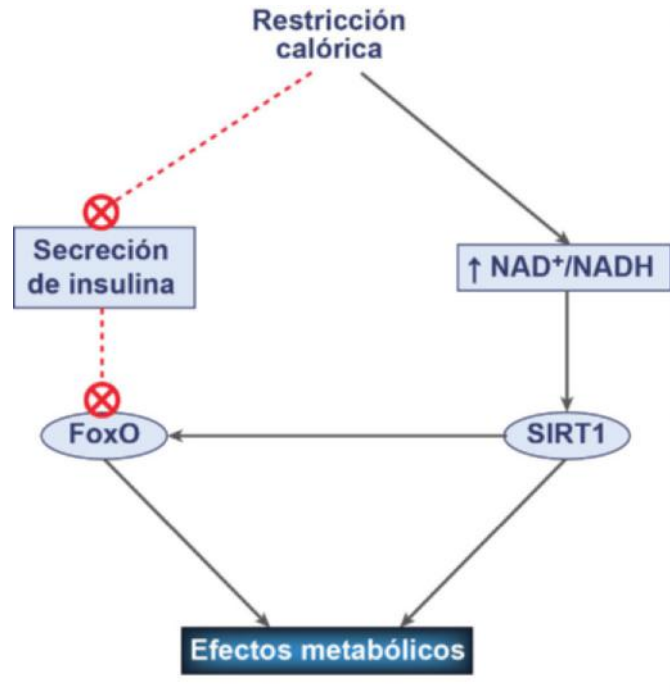 Restricción
calórica
Secreción
de insulina
↑ NAD⁺/NADH
FoxO
SIRT1
Efectos metabólicos